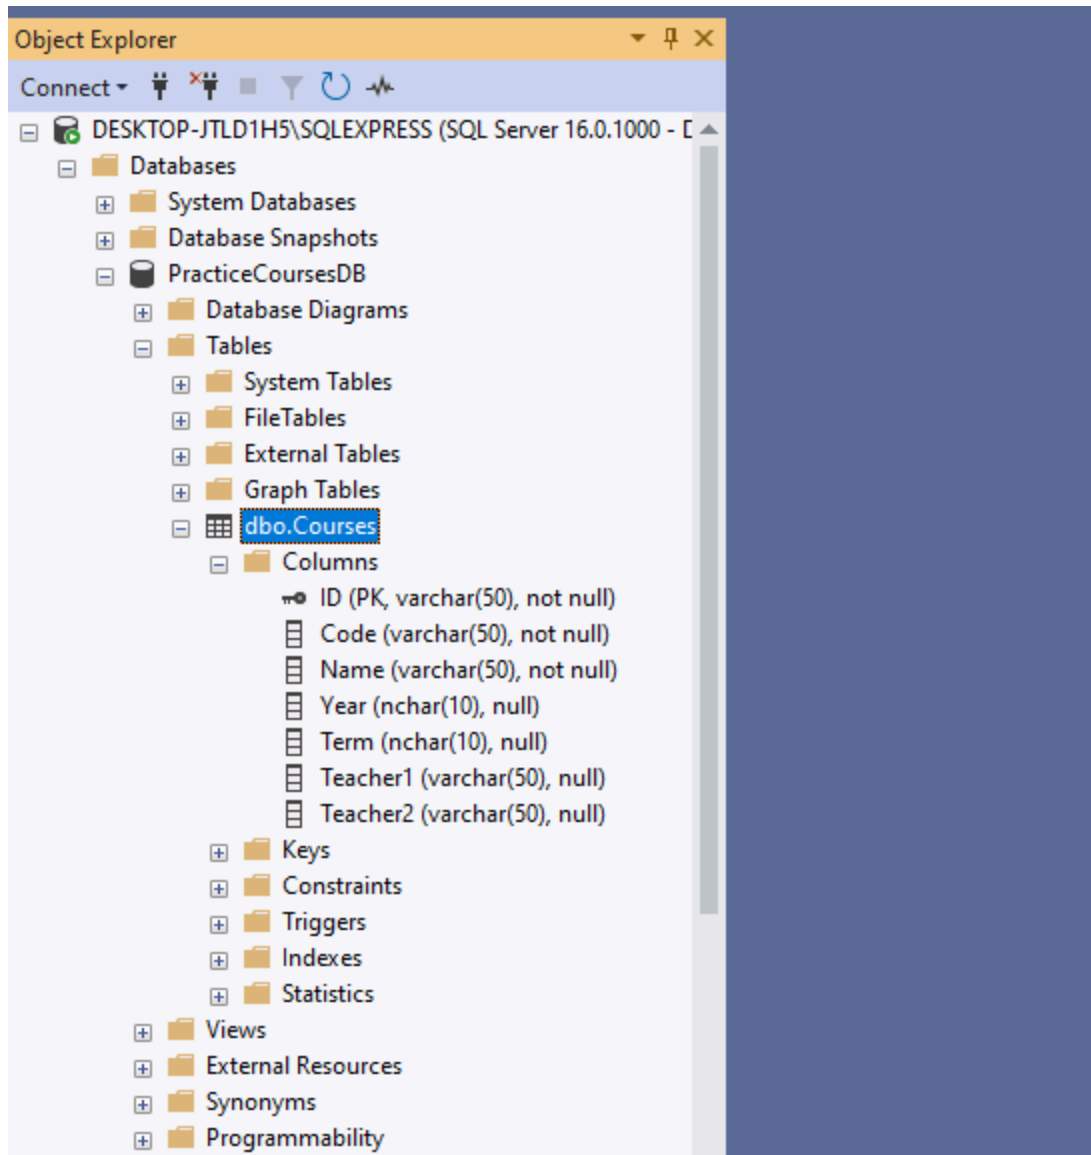 Object Explorer
Connect
DESKTOP-JTLD1H5\SQLEXPRESS (SQL Server 16.0.1000 - D
Databases
System Databases
Database Snapshots
PracticeCoursesDB
Database Diagrams
Tables
System Tables
FileTables
External Tables
Graph Tables
dbo.Courses
Columns
ID (PK, varchar(50), not null)
Code (varchar(50), not null)
Name (varchar(50), not null)
Year (nchar(10), null)
Term (nchar(10), null)
Teacher1 (varchar(50), null)
Teacher2 (varchar(50), null)
Keys
Constraints
Triggers
Indexes
Statistics
Views
External Resources
Synonyms
Programmability